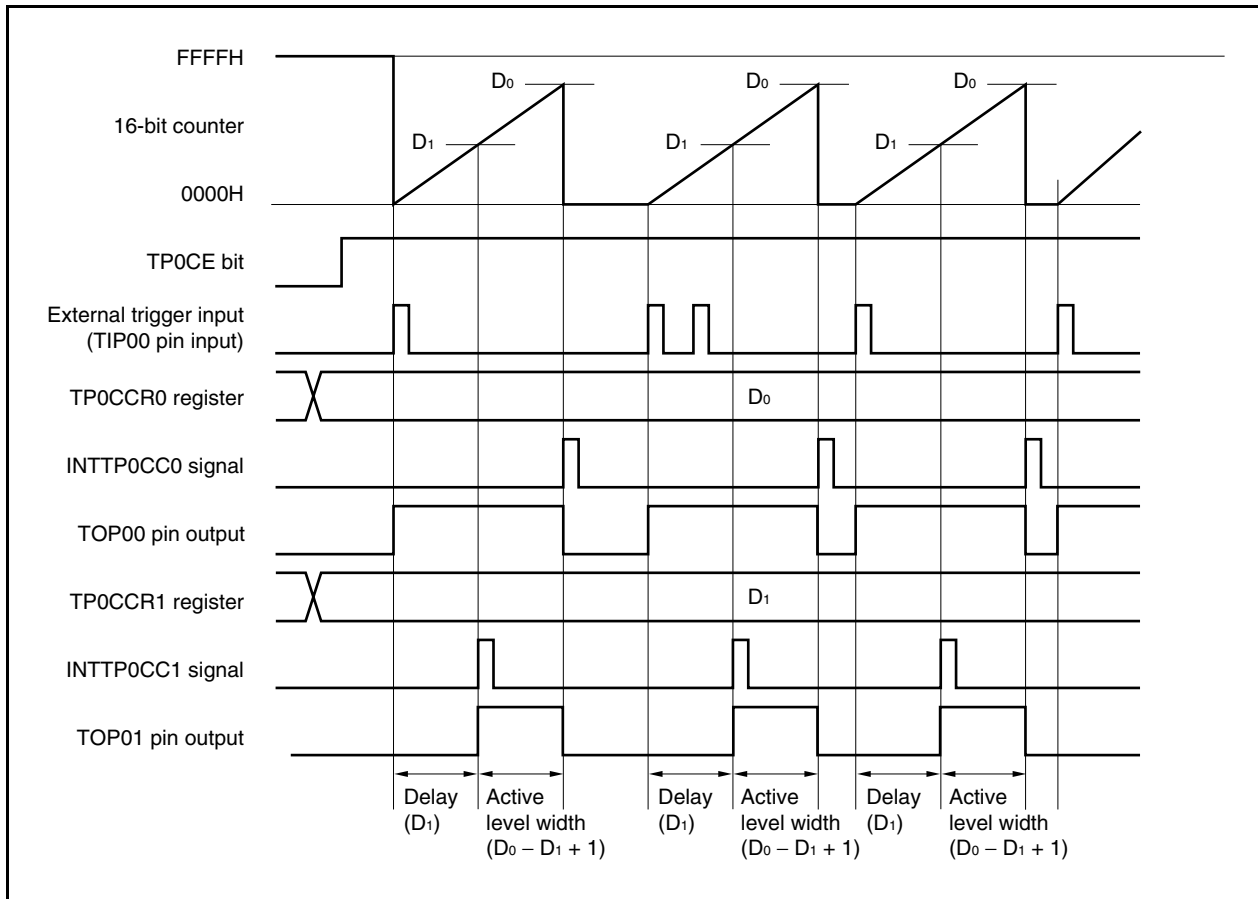 FFFFH
D₀
D₀
D₀
16-bit counter
D₁
D₁
D₁
0000H
TP0CE bit
External trigger input
(TIP00 pin input)
TP0CCR0 register
D₀
INTTP0CC0 signal
TOP00 pin output
TP0CCR1 register
D₁
INTTP0CC1 signal
TOP01 pin output
Delay
(D₁)
Active
level width
(D₀ − D₁ + 1)
Delay
(D₁)
Active
level width
(D₀ − D₁ + 1)
Delay
(D₁)
Active
level width
(D₀ − D₁ + 1)